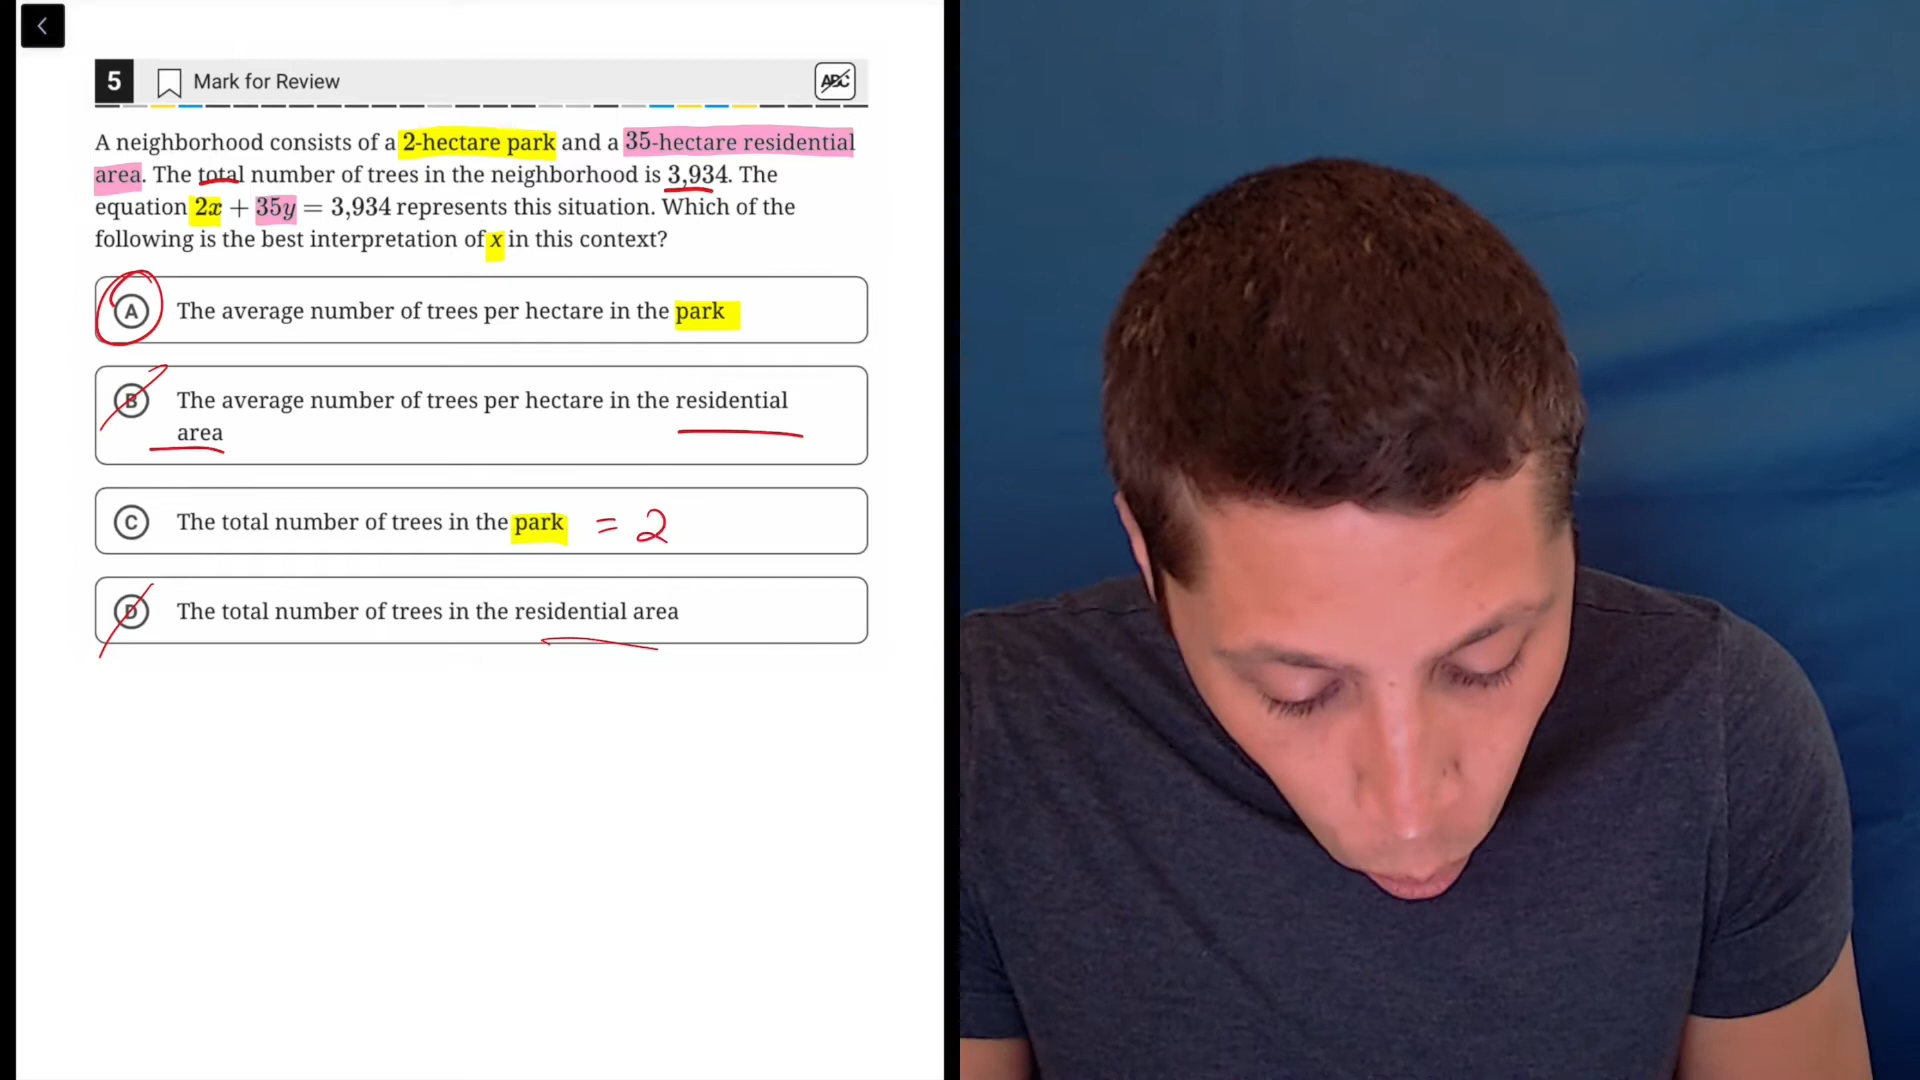 5 Mark for Review ABC
A neighborhood consists of a 2-hectare park and a 35-hectare residential
area. The total number of trees in the neighborhood is 3,934. The
equation 2x + 35y = 3,934 represents this situation. Which of the
following is the best interpretation of x in this context?
A The average number of trees per hectare in the park
B The average number of trees per hectare in the residential
area
C The total number of trees in the park = 2
D The total number of trees in the residential area